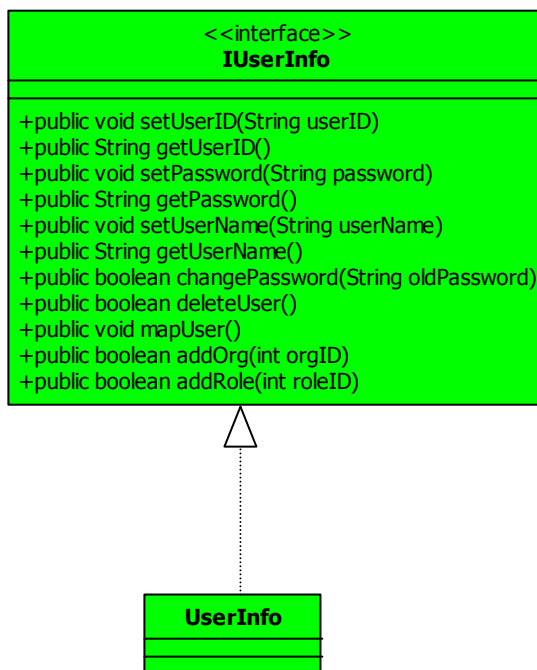 <<interface>>
IUserInfo
+public void setUserID(String userID)
+public String getUserID()
+public void setPassword(String password)
+public String getPassword()
+public void setUserName(String userName)
+public String getUserName()
+public boolean changePassword(String oldPassword)
+public boolean deleteUser()
+public void mapUser()
+public boolean addOrg(int orgID)
+public boolean addRole(int roleID)
UserInfo